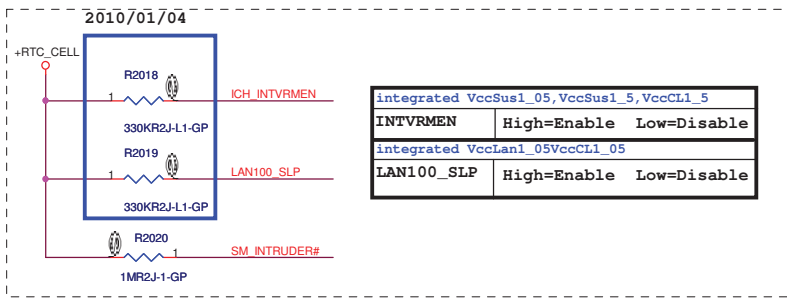 2010/01/04
+RTC_CELL
R2018
1
ICH_INTVRMEN
330KR2J-L1-GP
R2019
1
LAN100_SLP
330KR2J-L1-GP
R2020
1
SM_INTRUDER#
1MR2J-1-GP
integrated VccSus1_05,VccSus1_5,VccCL1_5
INTVRMEN High=Enable Low=Disable
integrated VccLan1_05VccCL1_05
LAN100_SLP High=Enable Low=Disable